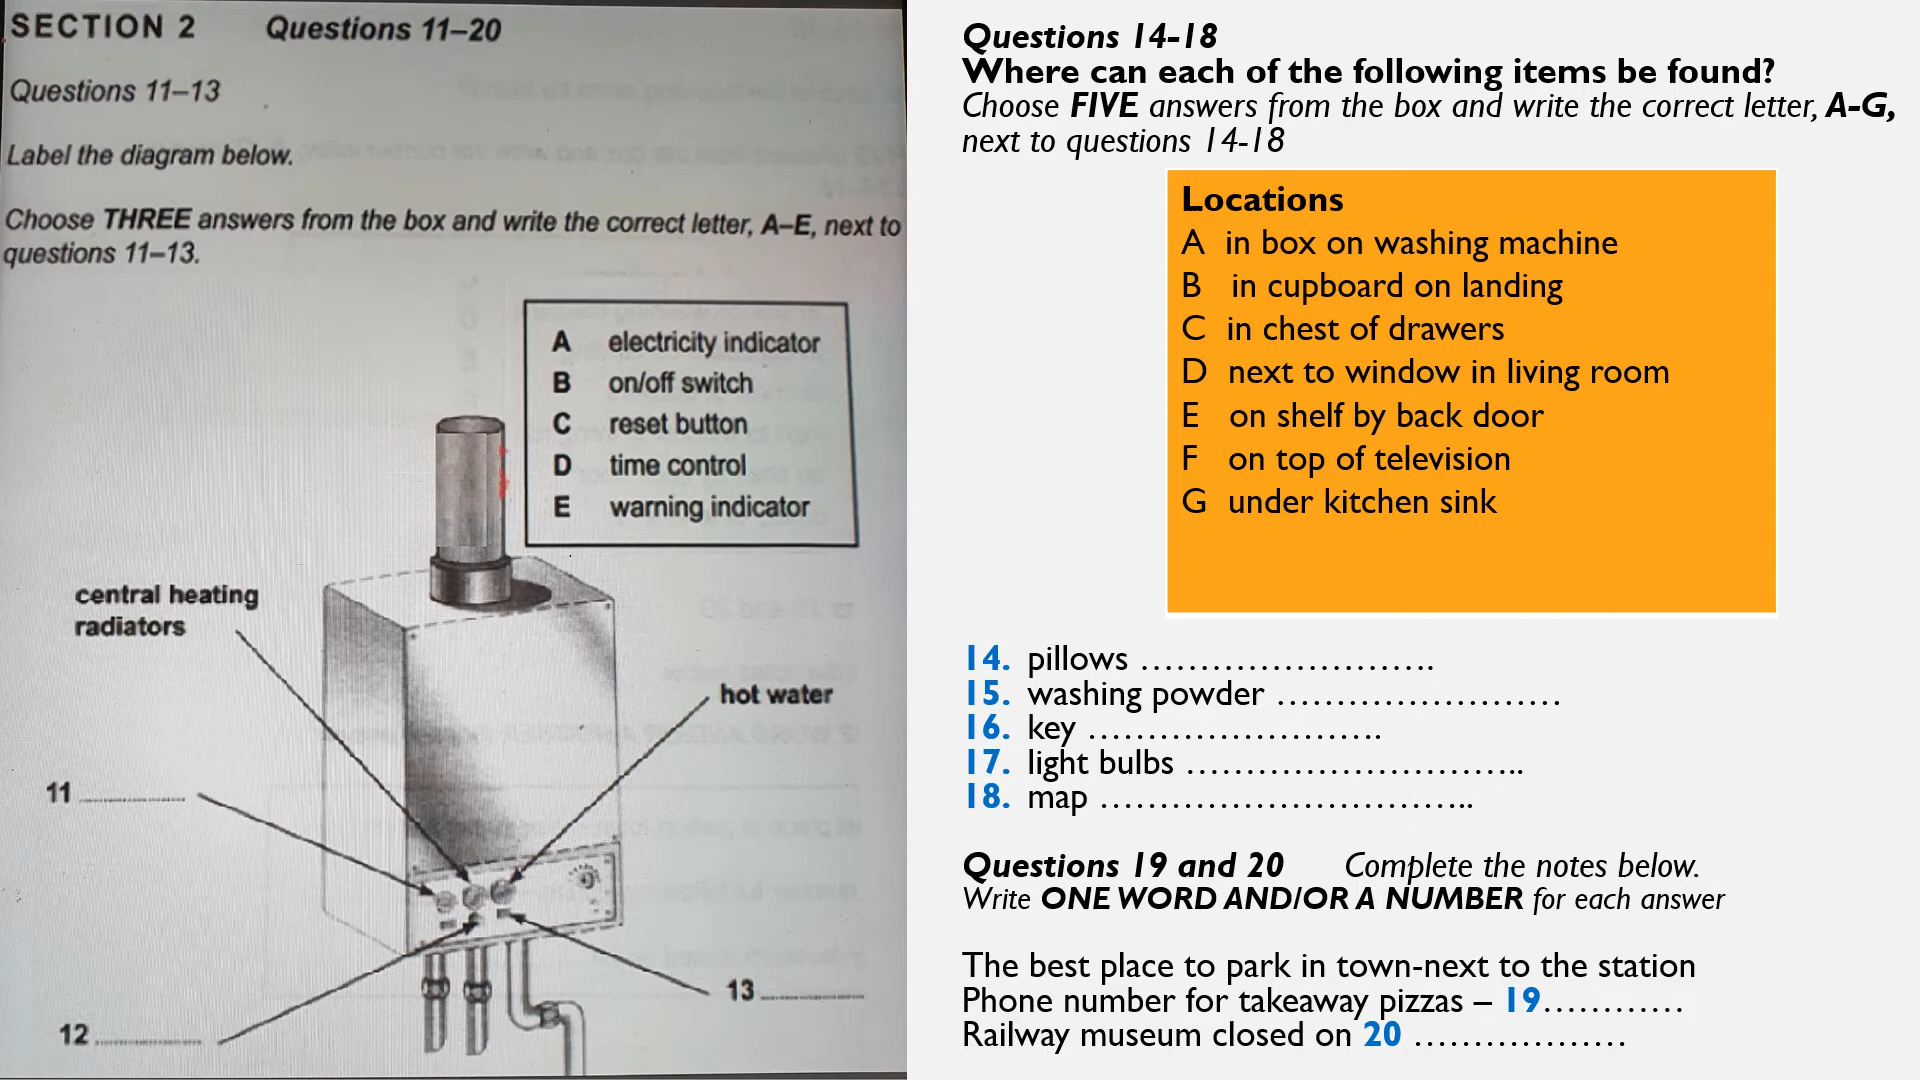 SECTION 2 Questions 11–20
Questions 11–13
Label the diagram below.
Choose THREE answers from the box and write the correct letter, A–E, next to
questions 11–13.
A electricity indicator
B on/off switch
C reset button
D time control
E warning indicator
central heating
radiators
hot water
11 ....................
13 ....................
12 ....................
Questions 14-18
Where can each of the following items be found?
Choose FIVE answers from the box and write the correct letter, A-G,
next to questions 14-18
Locations
A in box on washing machine
B in cupboard on landing
C in chest of drawers
D next to window in living room
E on shelf by back door
F on top of television
G under kitchen sink
14. pillows …………………….
15. washing powder ……………………
16. key …………………….
17. light bulbs ………………………..
18. map …………………………..
Questions 19 and 20 Complete the notes below.
Write ONE WORD AND/OR A NUMBER for each answer
The best place to park in town-next to the station
Phone number for takeaway pizzas – 19…………
Railway museum closed on 20 ………………